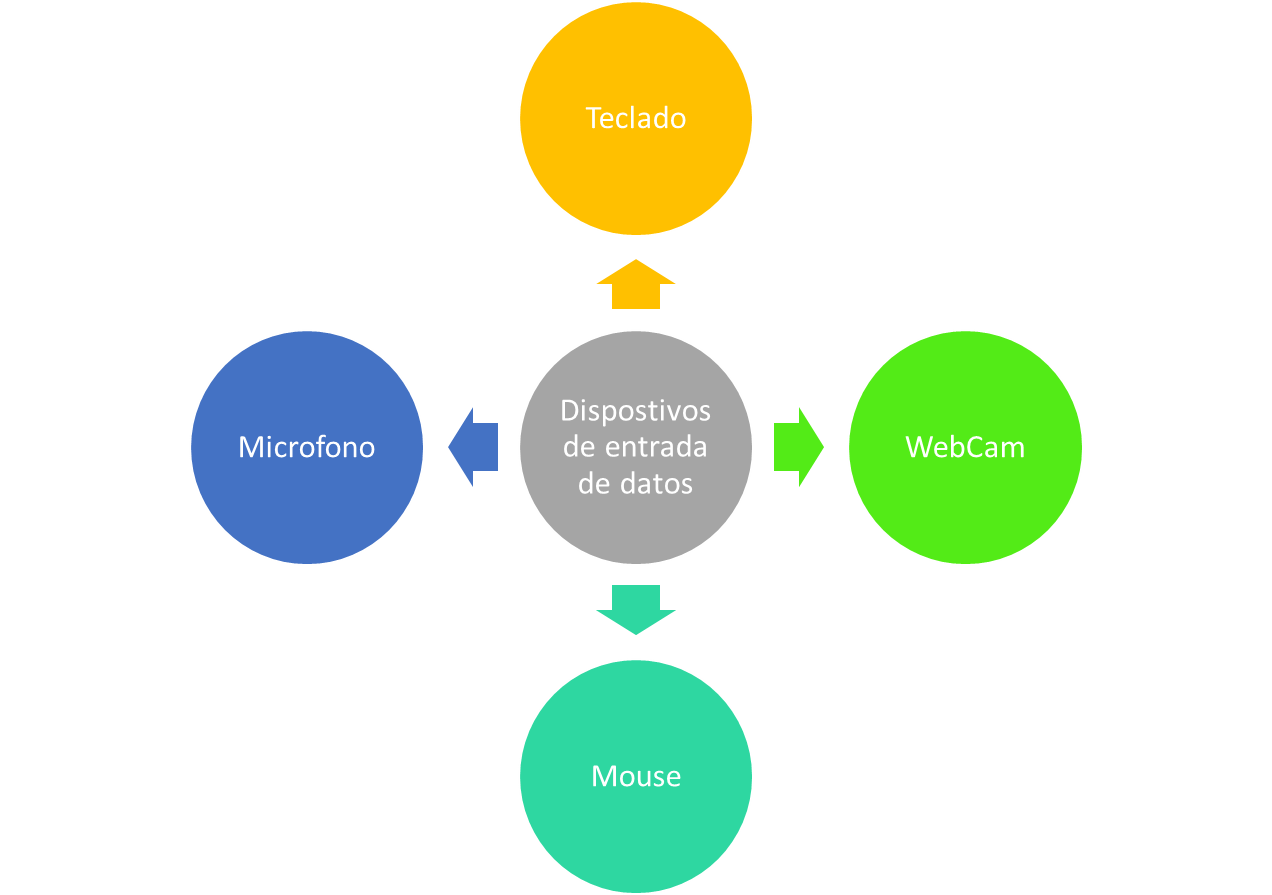 Teclado
Microfono
Dispostivos
de entrada
de datos
WebCam
Mouse